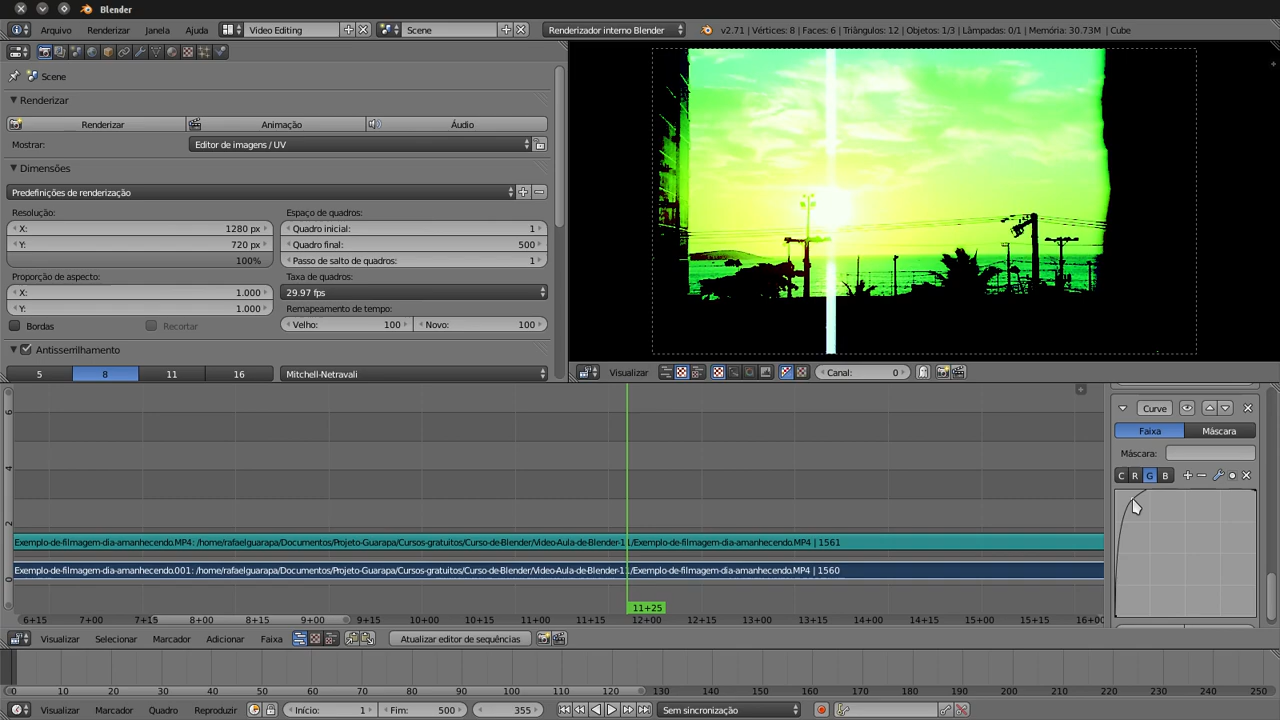 Blender
Arquivo Renderizar Janela Ajuda Video Editing Scene Renderizador interno Blender v2.71 | Vértices: 8 | Faces: 6 | Triângulos: 12 | Objetos: 1/3 | Lâmpadas: 0/1 | Memória: 30.73M | Cube
Scene
Renderizar
Renderizar Animação Áudio
Mostrar: Editor de imagens / UV
Dimensões
Predefinições de renderização
Resolução: Espaço de quadros:
X: 1280 px Quadro inicial: 1
Y: 720 px Quadro final: 500
100% Passo de salto de quadros: 1
Proporção de aspecto: Taxa de quadros:
X: 1.000 29.97 fps
Y: 1.000 Remapeamento de tempo:
Bordas Recortar Velho: 100 Novo: 100
Antisserrilhamento
5 8 11 16 Mitchell-Netravali
Visualizar Canal: 0
Curve
Faixa Máscara
Máscara:
C R G B
6
4
2
0
Exemplo-de-filmagem-dia-amanhecendo.MP4: /home/rafaelguarapa/Documentos/Projeto-Guarapa/Cursos-gratuitos/Curso-de-Blender/Video-Aula-de-Blender-11/Exemplo-de-filmagem-dia-amanhecendo.MP4 | 1561
Exemplo-de-filmagem-dia-amanhecendo.001: /home/rafaelguarapa/Documentos/Projeto-Guarapa/Cursos-gratuitos/Curso-de-Blender/Video-Aula-de-Blender-11/Exemplo-de-filmagem-dia-amanhecendo.MP4 | 1560
11+25
6+15 7+00 7+15 8+00 8+15 9+00 9+15 10+00 10+15 11+00 11+15 12+00 12+15 13+00 13+15 14+00 14+15 15+00 15+15 16+00
Visualizar Selecionar Marcador Adicionar Faixa Atualizar editor de sequências
0 10 20 30 40 50 60 70 80 90 100 110 120 130 140 150 160 170 180 190 200 210 220 230 240 250
Visualizar Marcador Quadro Reproduzir Início: 1 Fim: 500 355 Sem sincronização